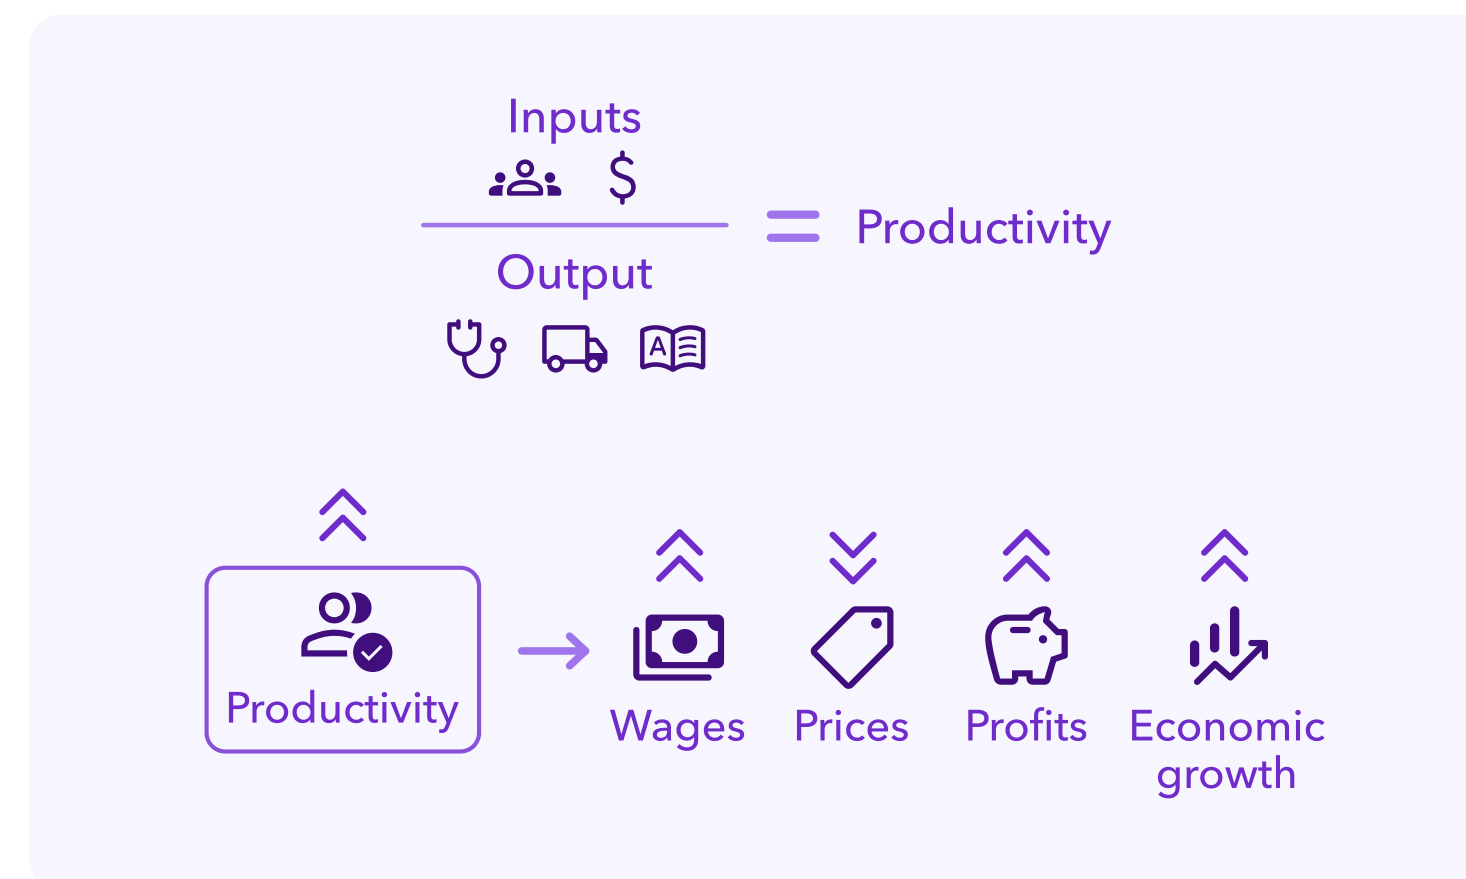 Inputs
$
Output
A
= Productivity
Productivity
Wages
Prices
Profits
Economic
growth